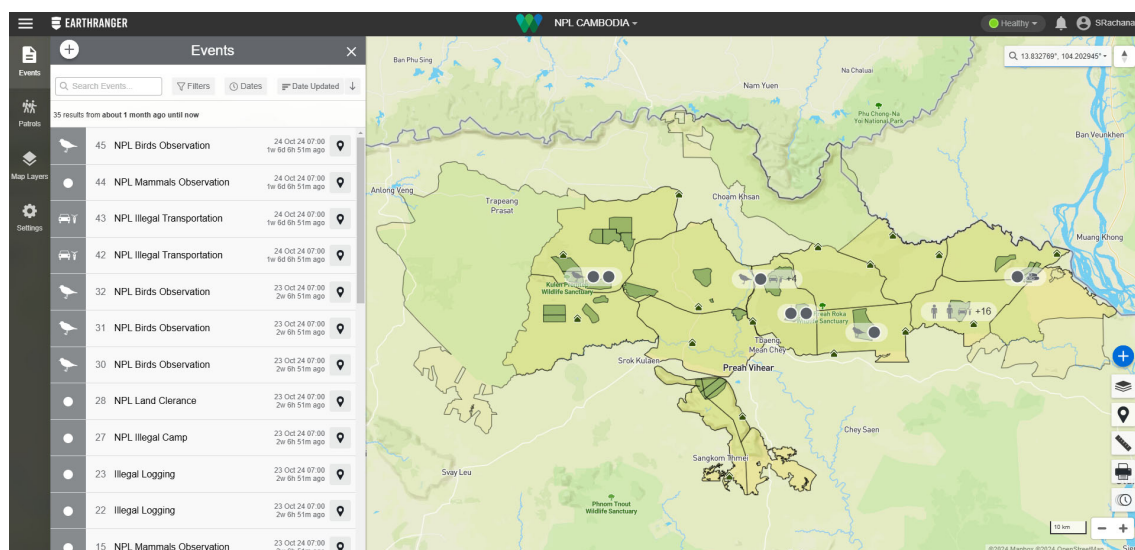 EARTHRANGER
NPL CAMBODIA
Healthy
SRachana
Events
Patrols
Map Layers
Settings
Events
Search Events...
Filters
Dates
Date Updated
35 results from about 1 month ago until now
45 NPL Birds Observation
24 Oct 24 07:00
1w 6d 6h 51m ago
44 NPL Mammals Observation
24 Oct 24 07:00
1w 6d 6h 51m ago
43 NPL Illegal Transportation
24 Oct 24 07:00
1w 6d 6h 51m ago
42 NPL Illegal Transportation
24 Oct 24 07:00
1w 6d 6h 51m ago
32 NPL Birds Observation
23 Oct 24 07:00
2w 6h 51m ago
31 NPL Birds Observation
23 Oct 24 07:00
2w 6h 51m ago
30 NPL Birds Observation
23 Oct 24 07:00
2w 6h 51m ago
28 NPL Land Clerance
23 Oct 24 07:00
2w 6h 51m ago
27 NPL Illegal Camp
23 Oct 24 07:00
2w 6h 51m ago
23 Illegal Logging
23 Oct 24 07:00
2w 6h 51m ago
22 Illegal Logging
23 Oct 24 07:00
2w 6h 51m ago
15 NPL Mammals Observation
23 Oct 24 07:00
13.832769°, 104.202945°
Ban Phu Sing
Na Chaluai
Nam Yuen
Phu Chong-Na
Yoi National Park
Ban Veunkhen
Anlong Veng
Trapeang
Prasat
Choam Khsan
Muang Khong
Kulen
Wildlife Sanctuary
+4
Preah Roka
Sanctuary
+16
Tbaeng
Mean Chey
Srok Kulaen
Preah Vihear
Chey Saen
Sangkom Thmei
Svay Leu
Phnom Tnout
Wildlife Sanctuary
10 km
©2024 Mapbox ©2024 OpenStreetMap